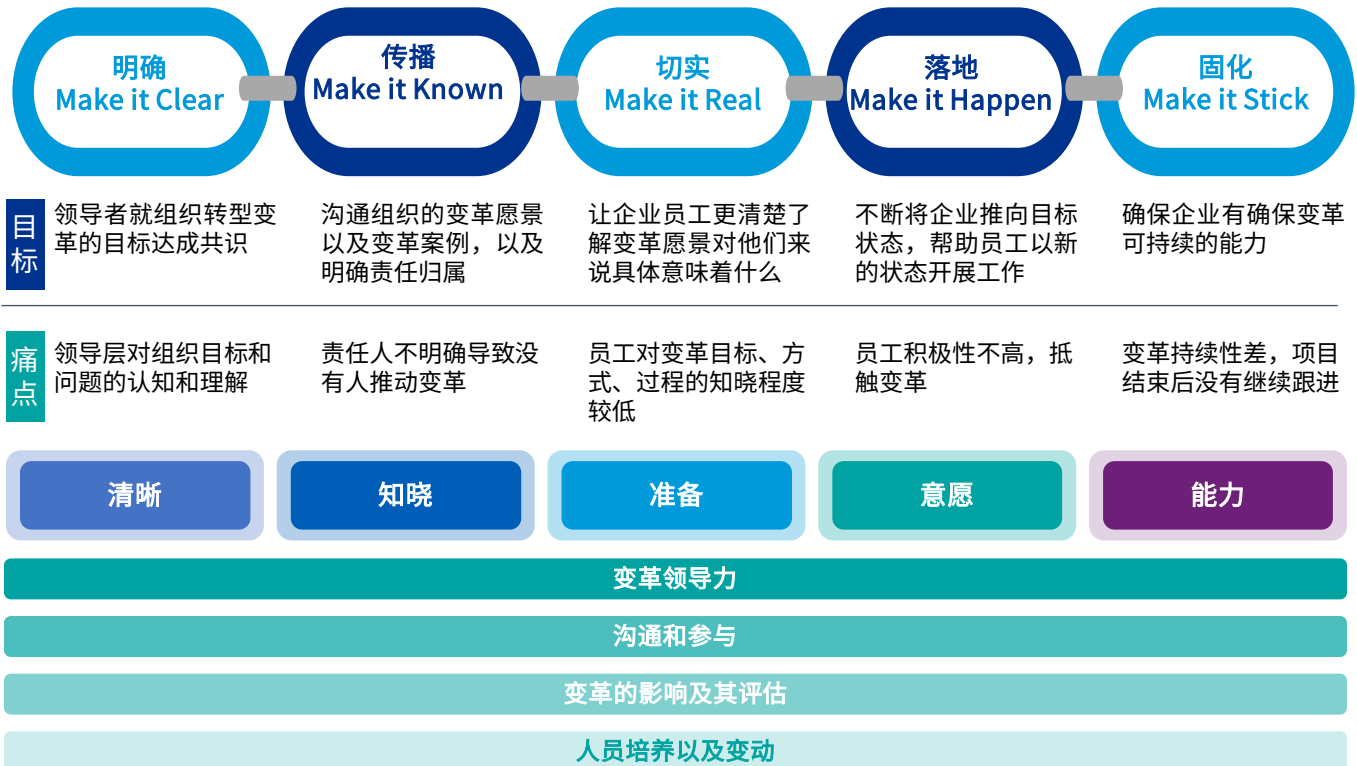 明确
Make it Clear
传播
Make it Known
切实
Make it Real
落地
Make it Happen
固化
Make it Stick
目标
领导者就组织转型变
革的目标达成共识
沟通组织的变革愿景
以及变革案例，以及
明确责任归属
让企业员工更清楚了
解变革愿景对他们来
说具体意味着什么
不断将企业推向目标
状态，帮助员工以新
的状态开展工作
确保企业有确保变革
可持续的能力
痛点
领导层对组织目标和
问题的认知和理解
责任人不明确导致没
有人推动变革
员工对变革目标、方
式、过程的知晓程度
较低
员工积极性不高，抵
触变革
变革持续性差，项目
结束后没有继续跟进
清晰
知晓
准备
意愿
能力
变革领导力
沟通和参与
变革的影响及其评估
人员培养以及变动